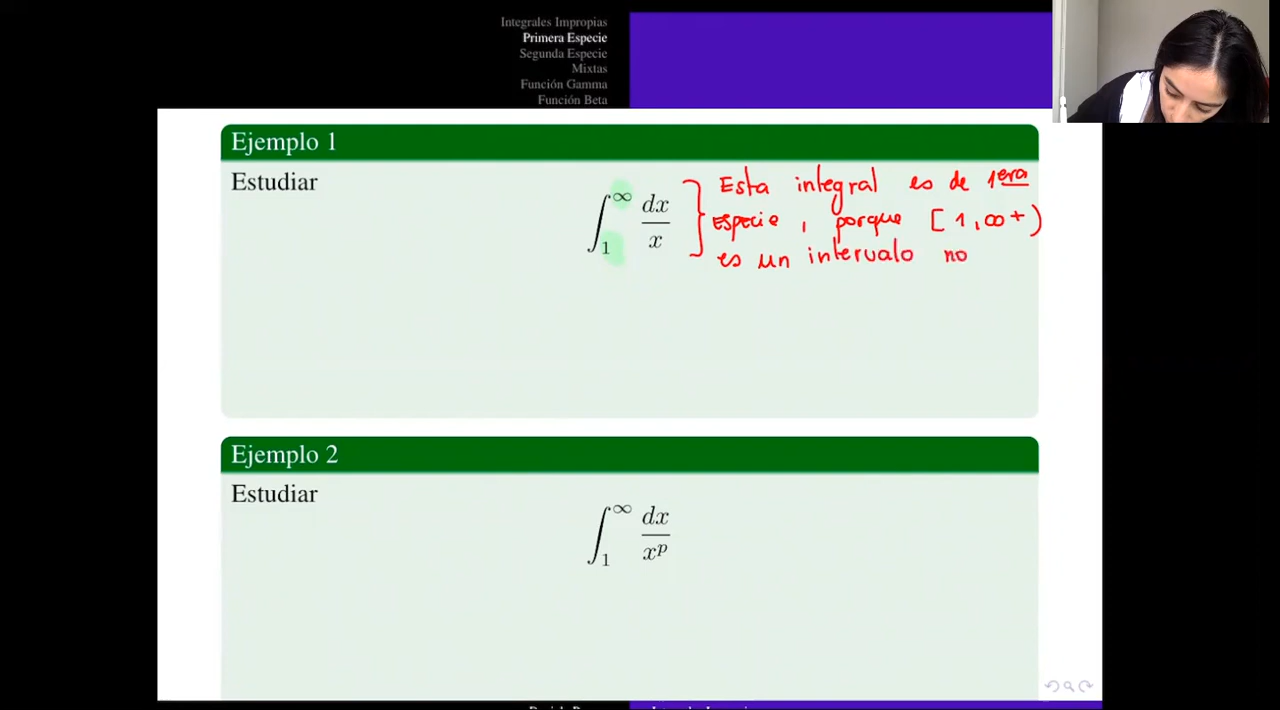 Integrales Impropias
Primera Especie
Segunda Especie
Mixtas
Función Gamma
Función Beta
Ejemplo 1
Estudiar
∫₁^∞ dx/x
Esta integral es de 1era
especie, porque [1,∞+)
es un intervalo no
Ejemplo 2
Estudiar
∫₁^∞ dx/x^p